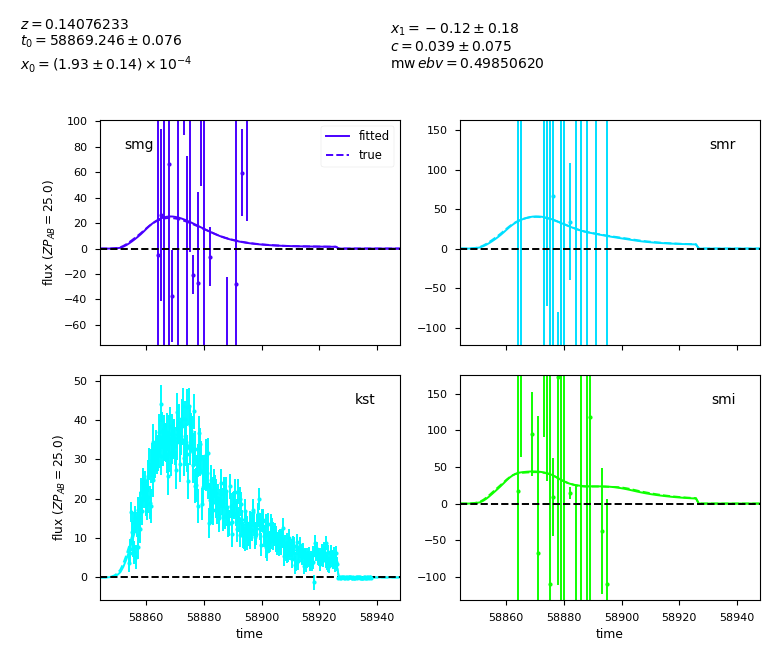 z = 0.14076233
t₀ = 58869.246 ± 0.076
x₀ = (1.93 ± 0.14) × 10⁻⁴
x₁ = −0.12 ± 0.18
c = 0.039 ± 0.075
mw ebv = 0.49850620
smg
fitted
true
100
80
60
40
20
0
−20
−40
−60
flux (ZP_AB = 25.0)
smr
150
100
50
0
−50
−100
kst
50
40
30
20
10
0
flux (ZP_AB = 25.0)
58860 58880 58900 58920 58940
time
smi
150
100
50
0
−50
−100
58860 58880 58900 58920 58940
time